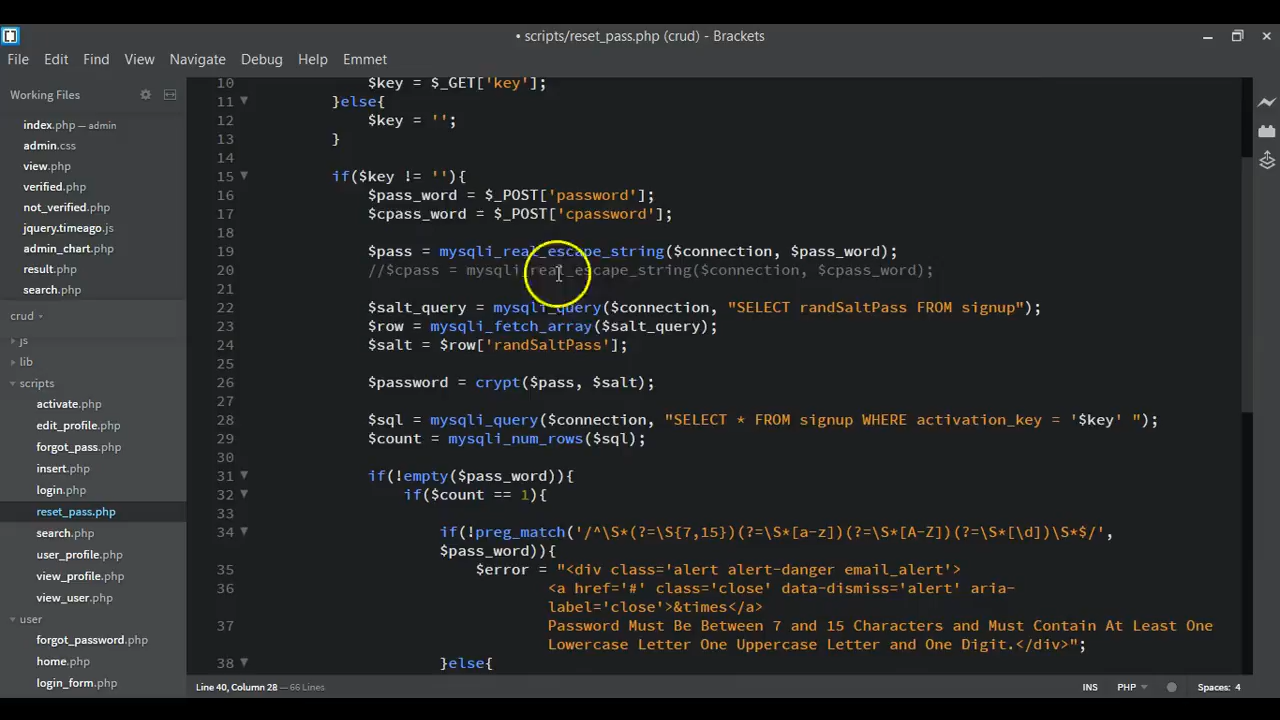 • scripts/reset_pass.php (crud) - Brackets
File Edit Find View Navigate Debug Help Emmet
Working Files
index.php — admin
admin.css
view.php
verified.php
not_verified.php
jquery.timeago.js
admin_chart.php
result.php
search.php
crud
js
lib
scripts
activate.php
edit_profile.php
forgot_pass.php
insert.php
login.php
reset_pass.php
search.php
user_profile.php
view_profile.php
view_user.php
user
forgot_password.php
home.php
login_form.php
10 $key = $_GET['key'];
11 }else{
12 $key = '';
13 }
14
15 if($key != ''){
16 $pass_word = $_POST['password'];
17 $cpass_word = $_POST['cpassword'];
18
19 $pass = mysqli_real_escape_string($connection, $pass_word);
20 //$cpass = mysqli_real_escape_string($connection, $cpass_word);
21
22 $salt_query = mysqli_query($connection, "SELECT randSaltPass FROM signup");
23 $row = mysqli_fetch_array($salt_query);
24 $salt = $row['randSaltPass'];
25
26 $password = crypt($pass, $salt);
27
28 $sql = mysqli_query($connection, "SELECT * FROM signup WHERE activation_key = '$key' ");
29 $count = mysqli_num_rows($sql);
30
31 if(!empty($pass_word)){
32 if($count == 1){
33
34 if(!preg_match('/^\S*(?=\S{7,15})(?=\S*[a-z])(?=\S*[A-Z])(?=\S*[\d])\S*$/',
$pass_word)){
35 $error = "<div class='alert alert-danger email_alert'>
36 <a href='#' class='close' data-dismiss='alert' aria-
label='close'>&times</a>
37 Password Must Be Between 7 and 15 Characters and Must Contain At Least One
Lowercase Letter One Uppercase Letter and One Digit.</div>";
38 }else{
Line 40, Column 28 — 66 Lines
INS PHP Spaces: 4